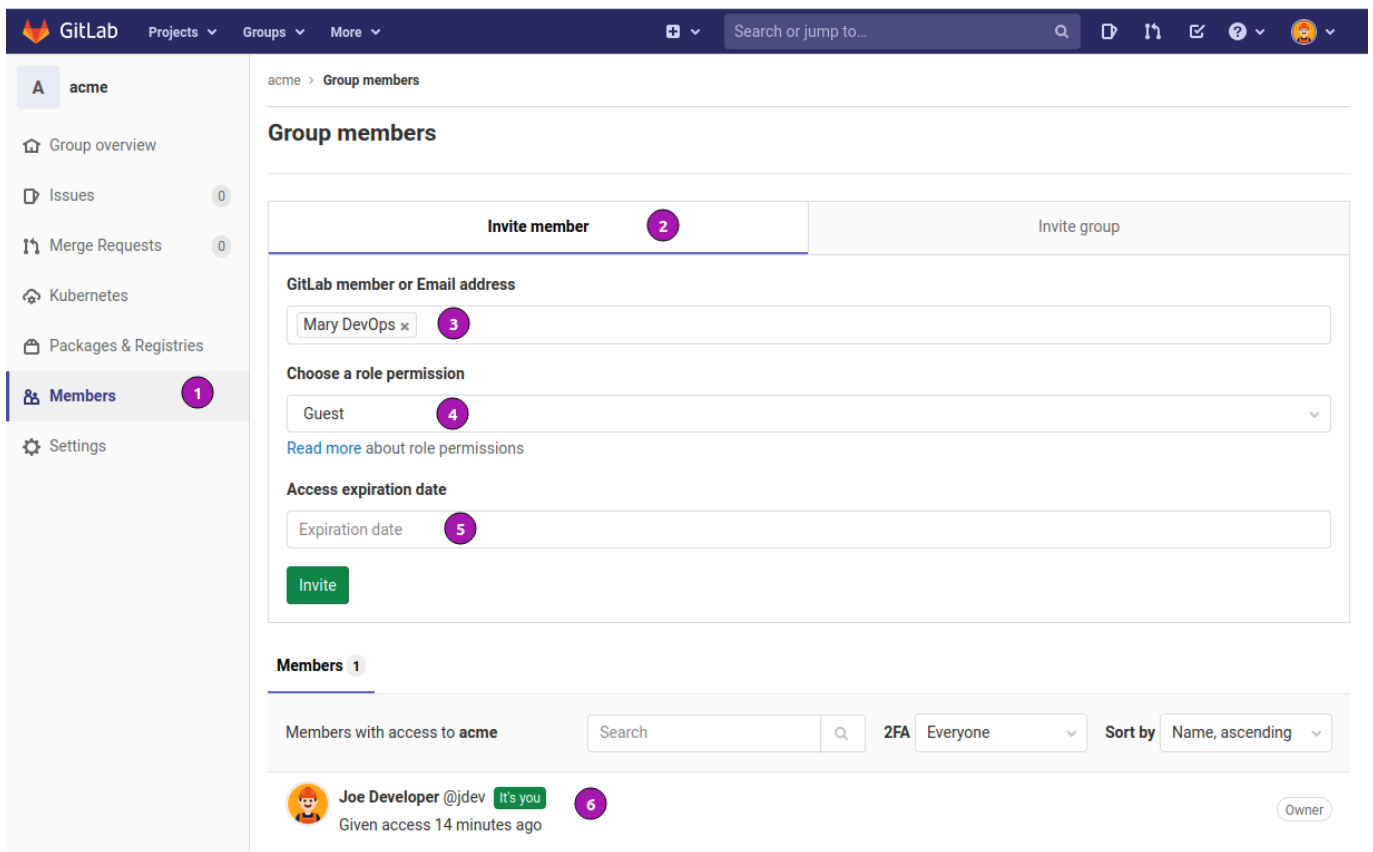 GitLab Projects Groups More Search or jump to...
A acme
acme > Group members
Group members
Group overview
Issues 0
Merge Requests 0
Kubernetes
Packages & Registries
Members 1
Settings
Invite member 2 Invite group
GitLab member or Email address
Mary DevOps × 3
Choose a role permission
Guest 4
Read more about role permissions
Access expiration date
Expiration date 5
Invite
Members 1
Members with access to acme Search 2FA Everyone Sort by Name, ascending
Joe Developer @jdev It's you 6 Owner
Given access 14 minutes ago